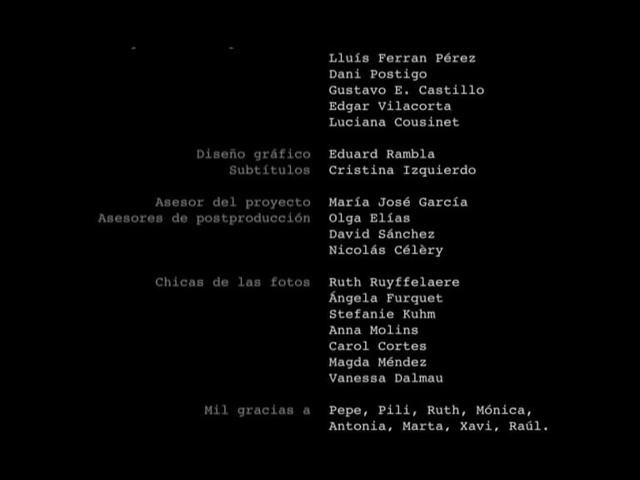 Lluís Ferran Pérez
Dani Postigo
Gustavo E. Castillo
Edgar Vilacorta
Luciana Cousinet
Diseño gráfico Eduard Rambla
Subtítulos Cristina Izquierdo
Asesor del proyecto María José García
Asesores de postproducción Olga Elías
David Sánchez
Nicolás Célèry
Chicas de las fotos Ruth Ruyffelaere
Ángela Furquet
Stefanie Kuhm
Anna Molins
Carol Cortes
Magda Méndez
Vanessa Dalmau
Mil gracias a Pepe, Pili, Ruth, Mónica,
Antonia, Marta, Xavi, Raúl.